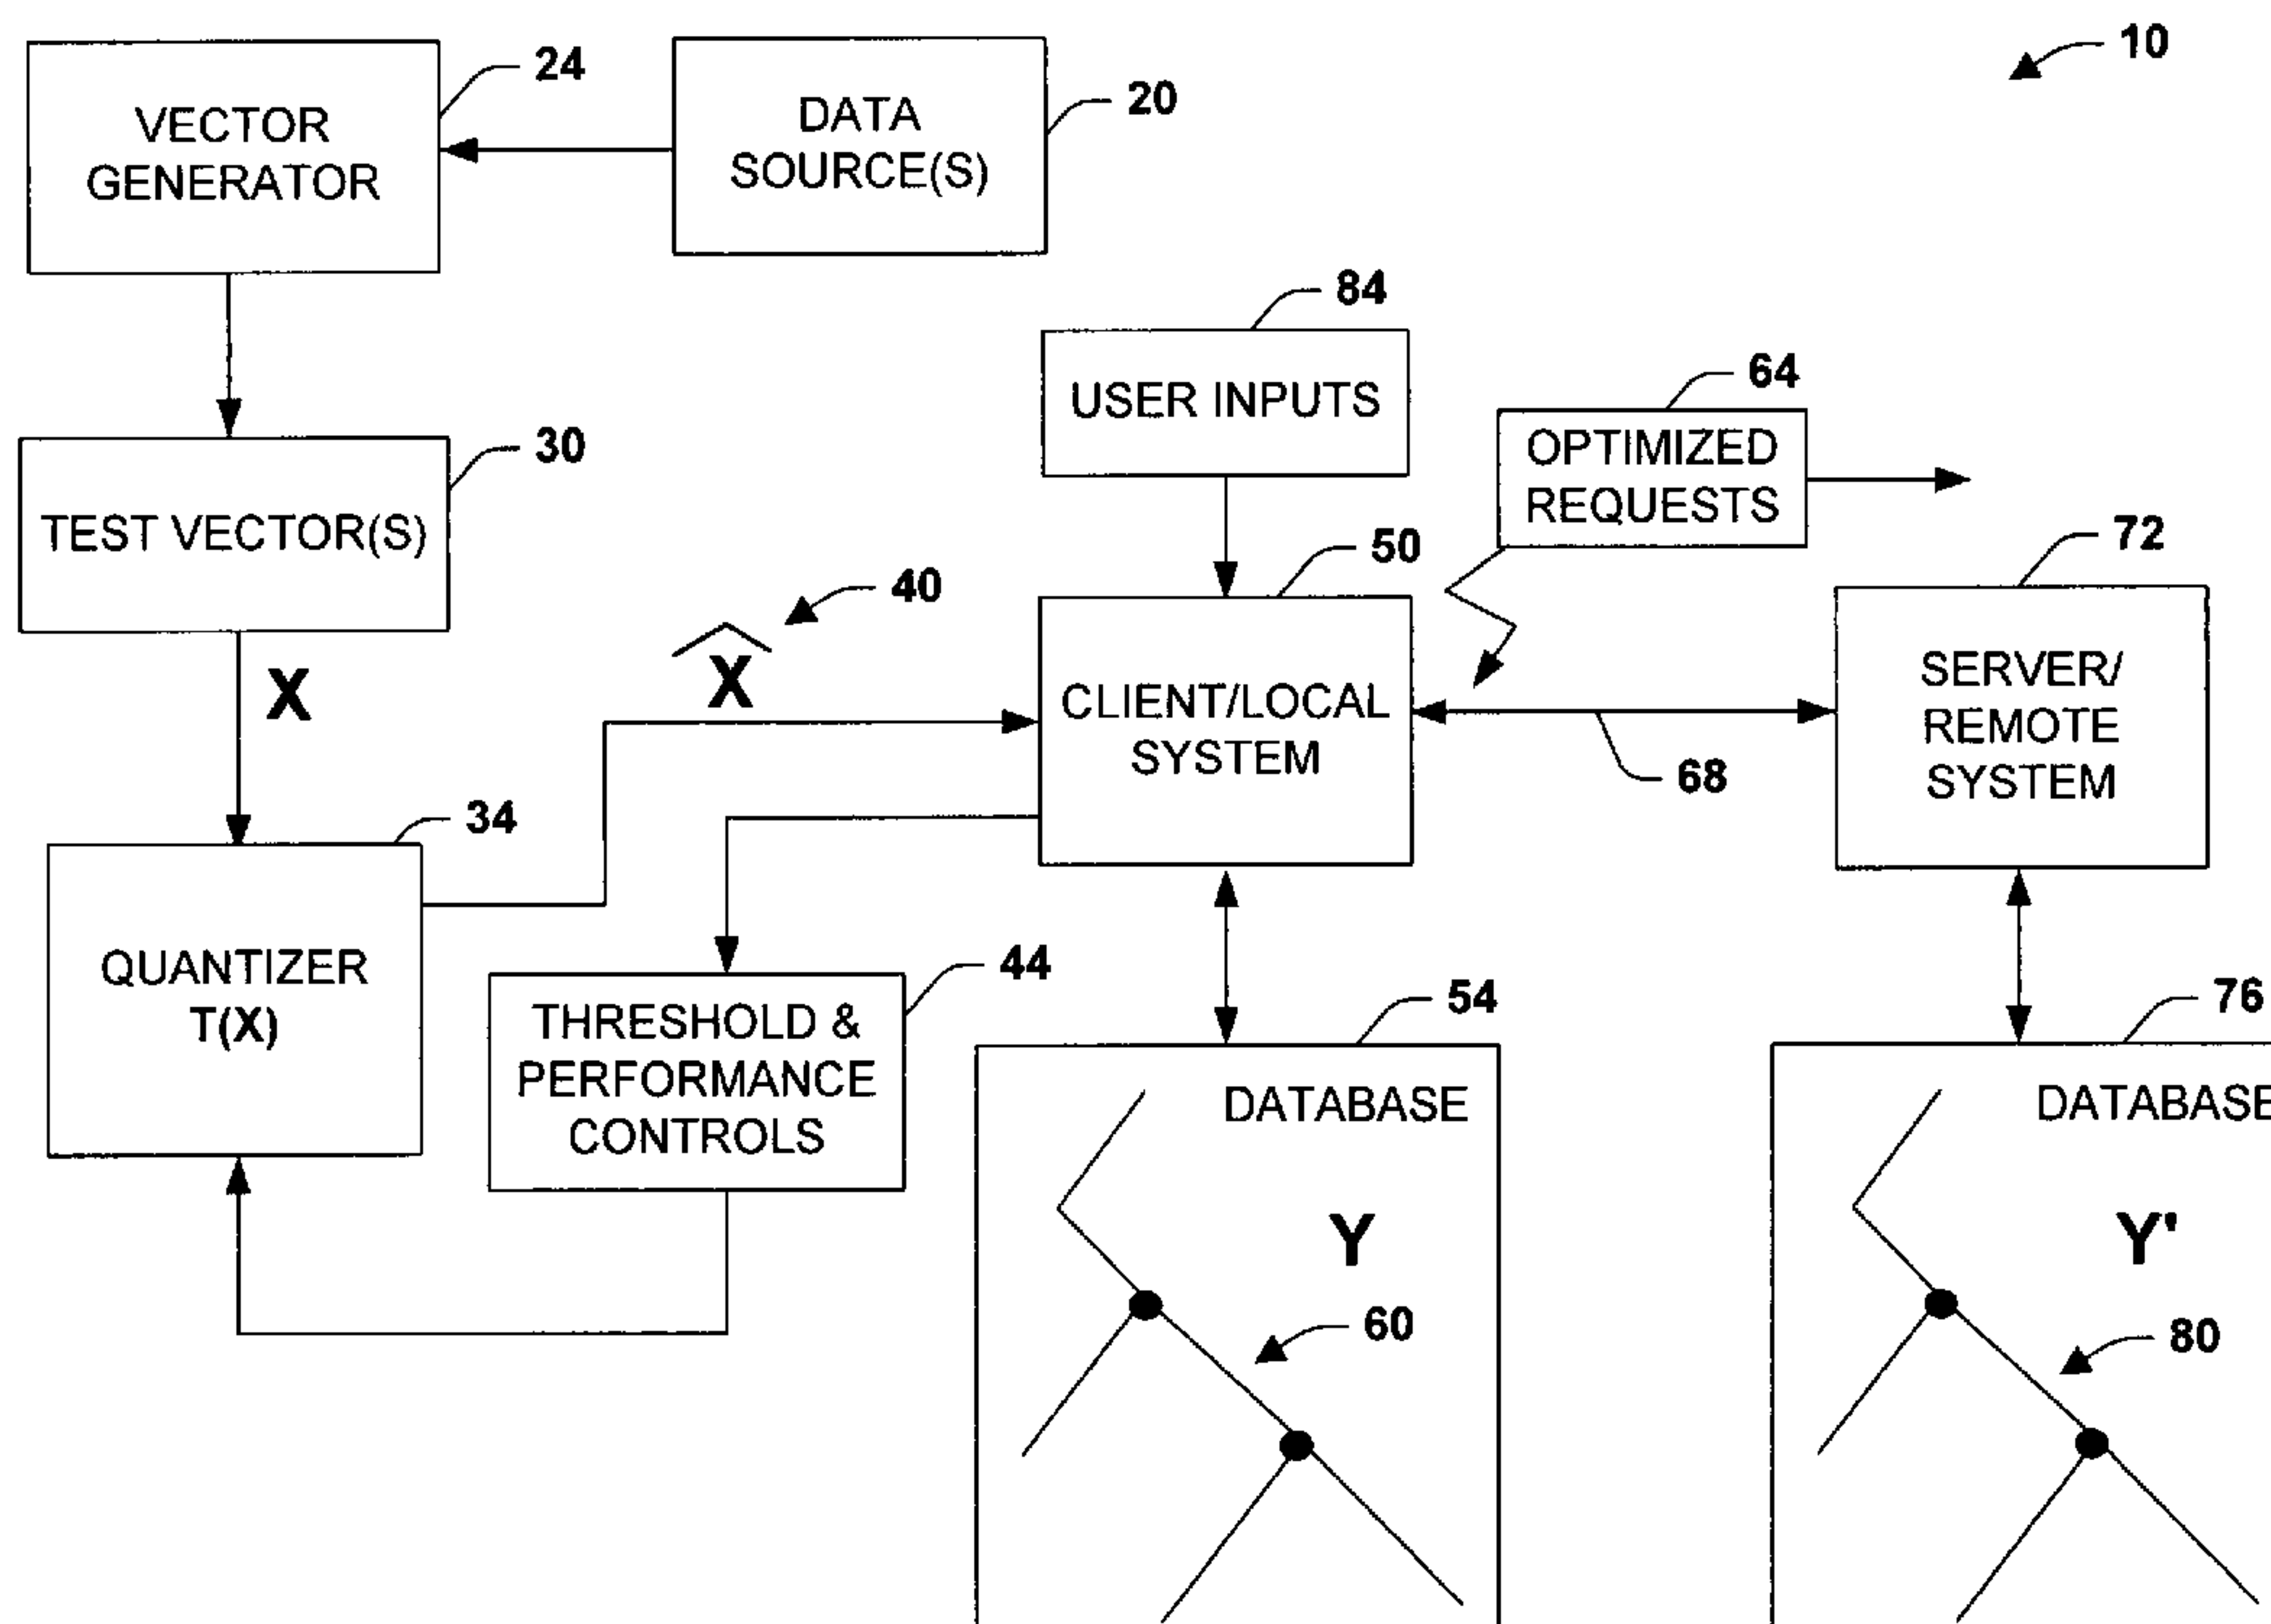 10
24
VECTOR
GENERATOR
20
DATA
SOURCE(S)
84
USER INPUTS
64
OPTIMIZED
REQUESTS
30
TEST VECTOR(S)
X
40
X̂
50
CLIENT/LOCAL
SYSTEM
68
72
SERVER/
REMOTE
SYSTEM
34
QUANTIZER
T(X)
44
THRESHOLD &
PERFORMANCE
CONTROLS
54
DATABASE
Y
60
76
DATABASE
Y'
80